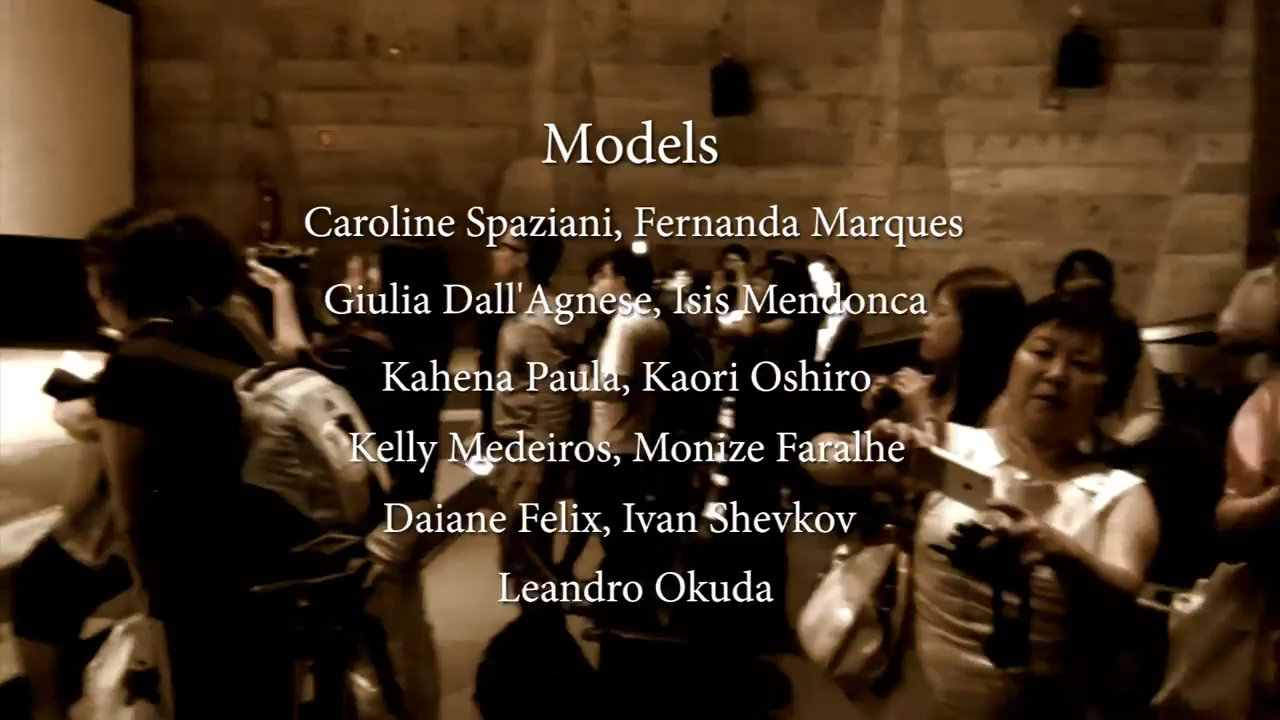 Models
Caroline Spaziani, Fernanda Marques
Giulia Dall'Agnese, Isis Mendonca
Kahena Paula, Kaori Oshiro
Kelly Medeiros, Monize Faralhe
Daiane Felix, Ivan Shevkov
Leandro Okuda